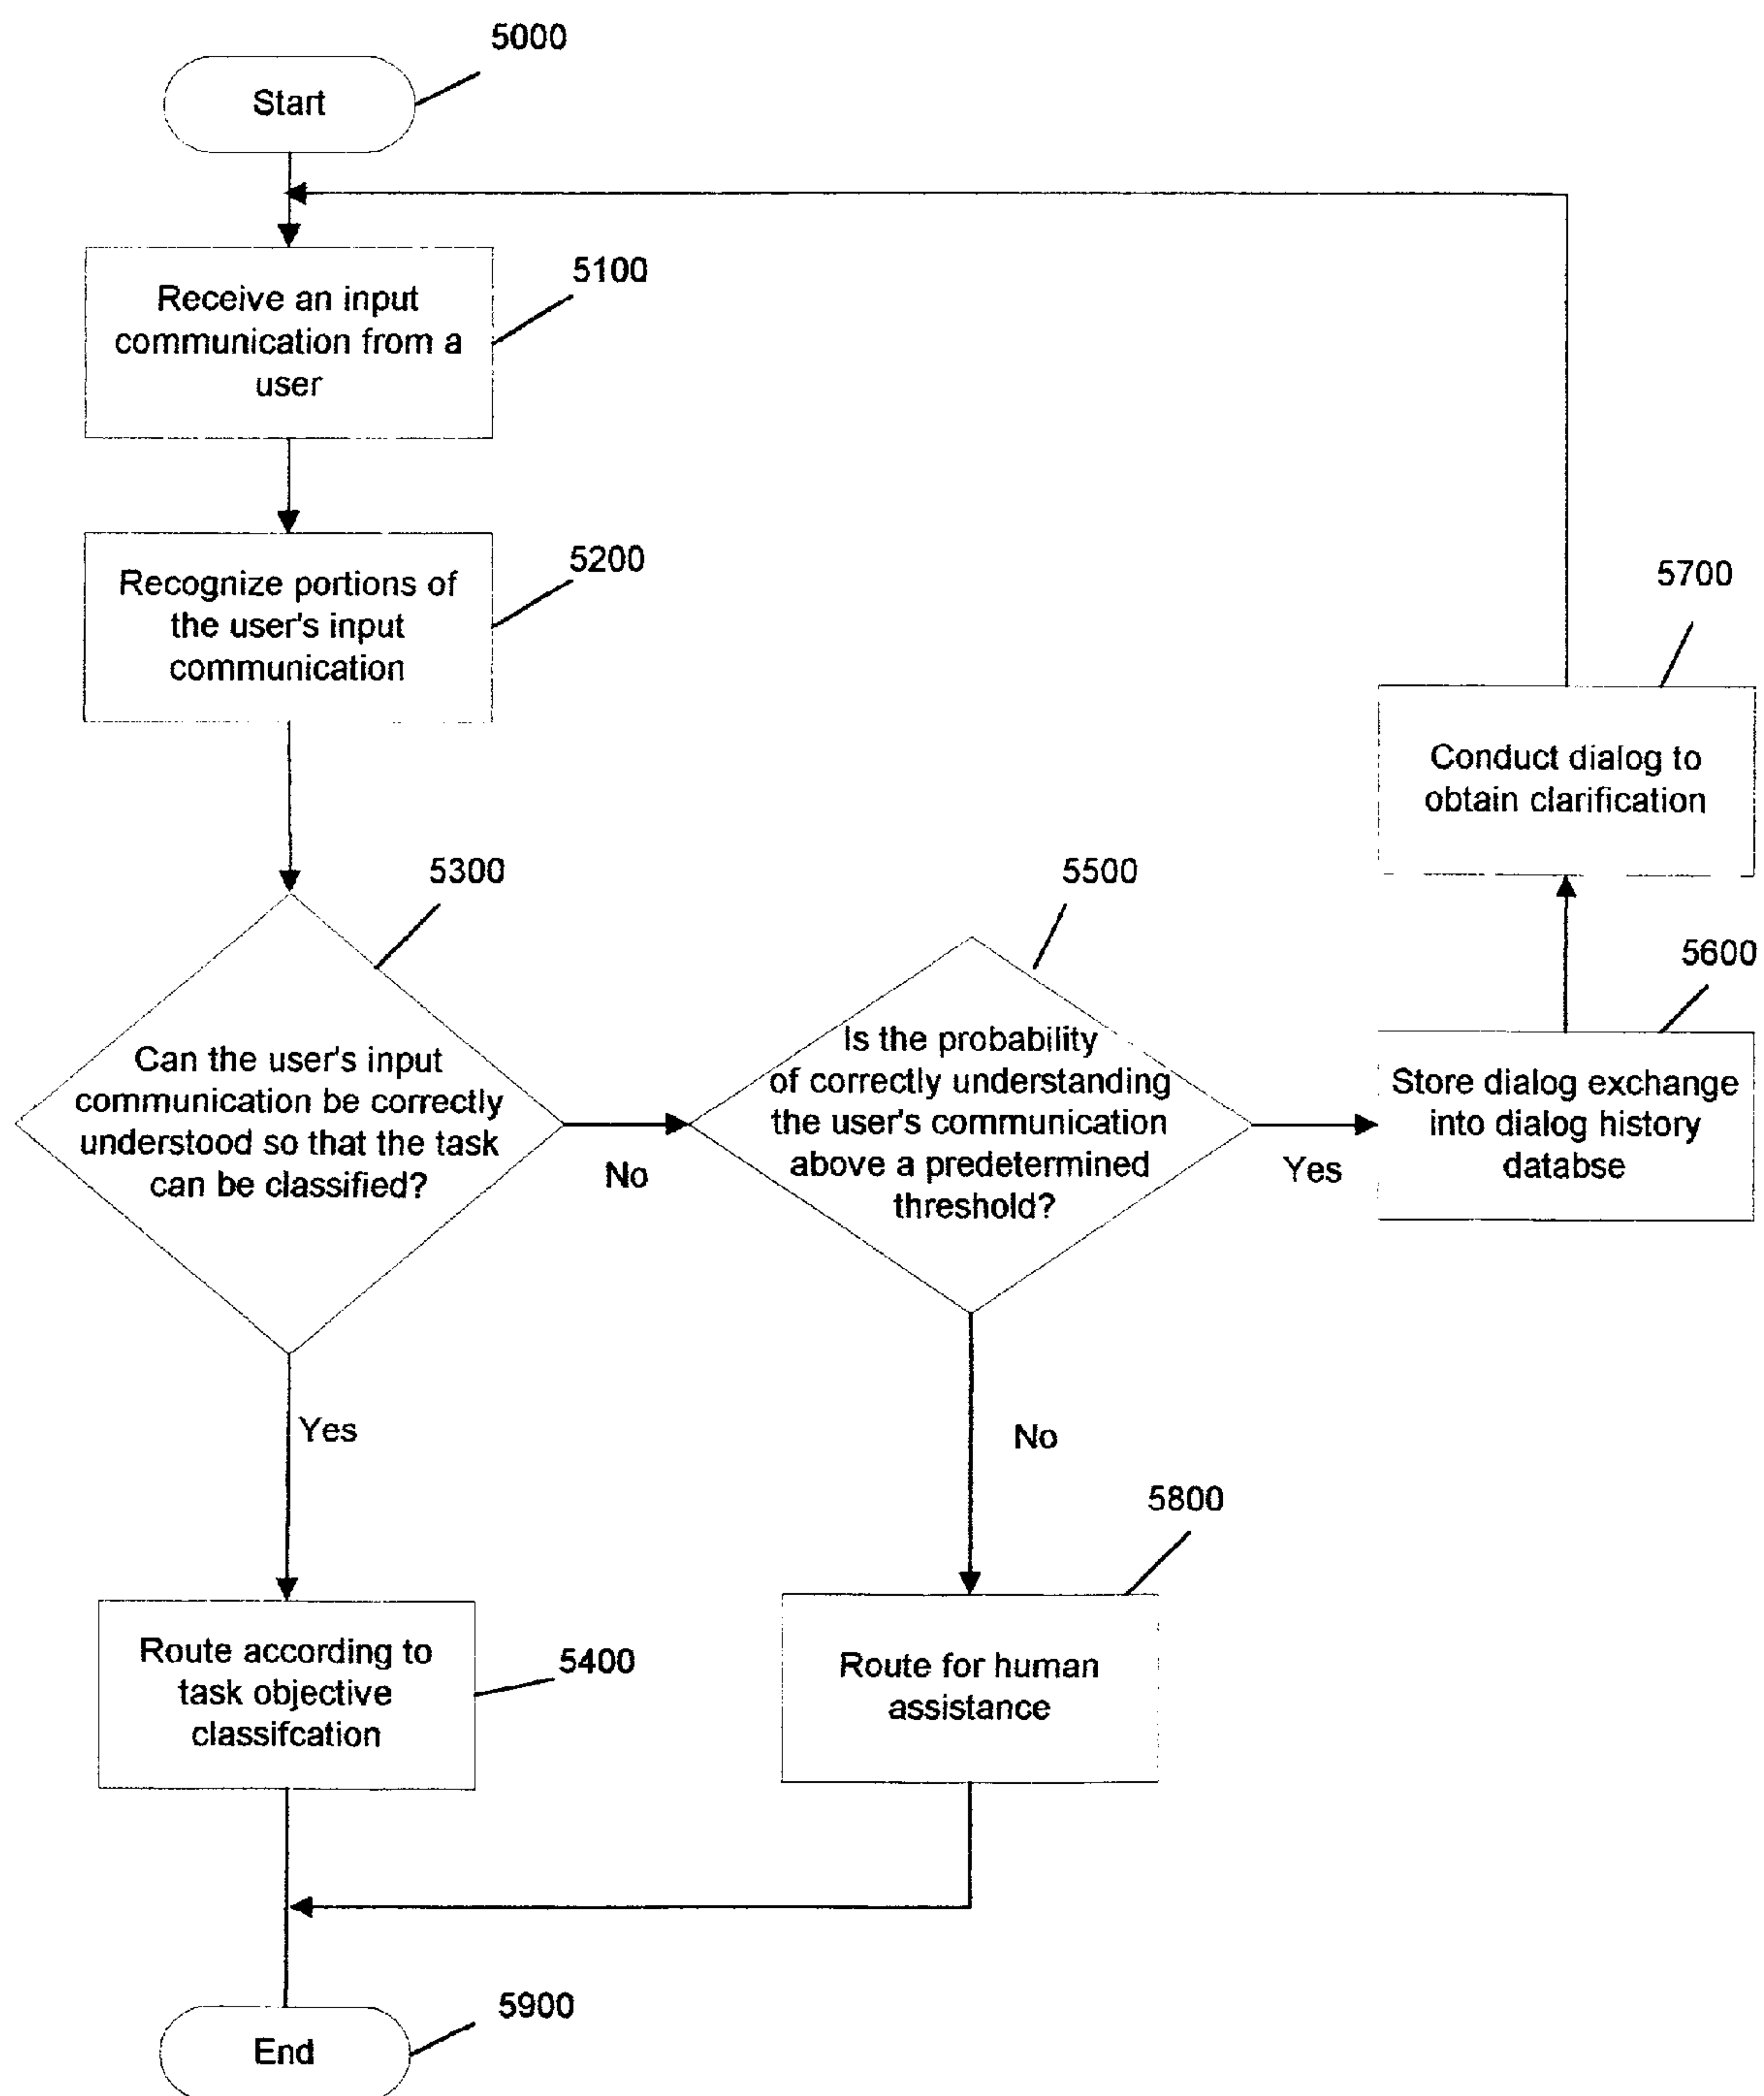 5000
Start
5100
Receive an input
communication from a
user
5200
Recognize portions of
the user's input
communication
5700
Conduct dialog to
obtain clarification
5300
5500
5600
Can the user's input
communication be correctly
understood so that the task
can be classified?
No
Is the probability
of correctly understanding
the user's communication
above a predetermined
threshold?
Yes
Store dialog exchange
into dialog history
databse
Yes
No
5800
Route according to
task objective
classifcation
5400
Route for human
assistance
5900
End